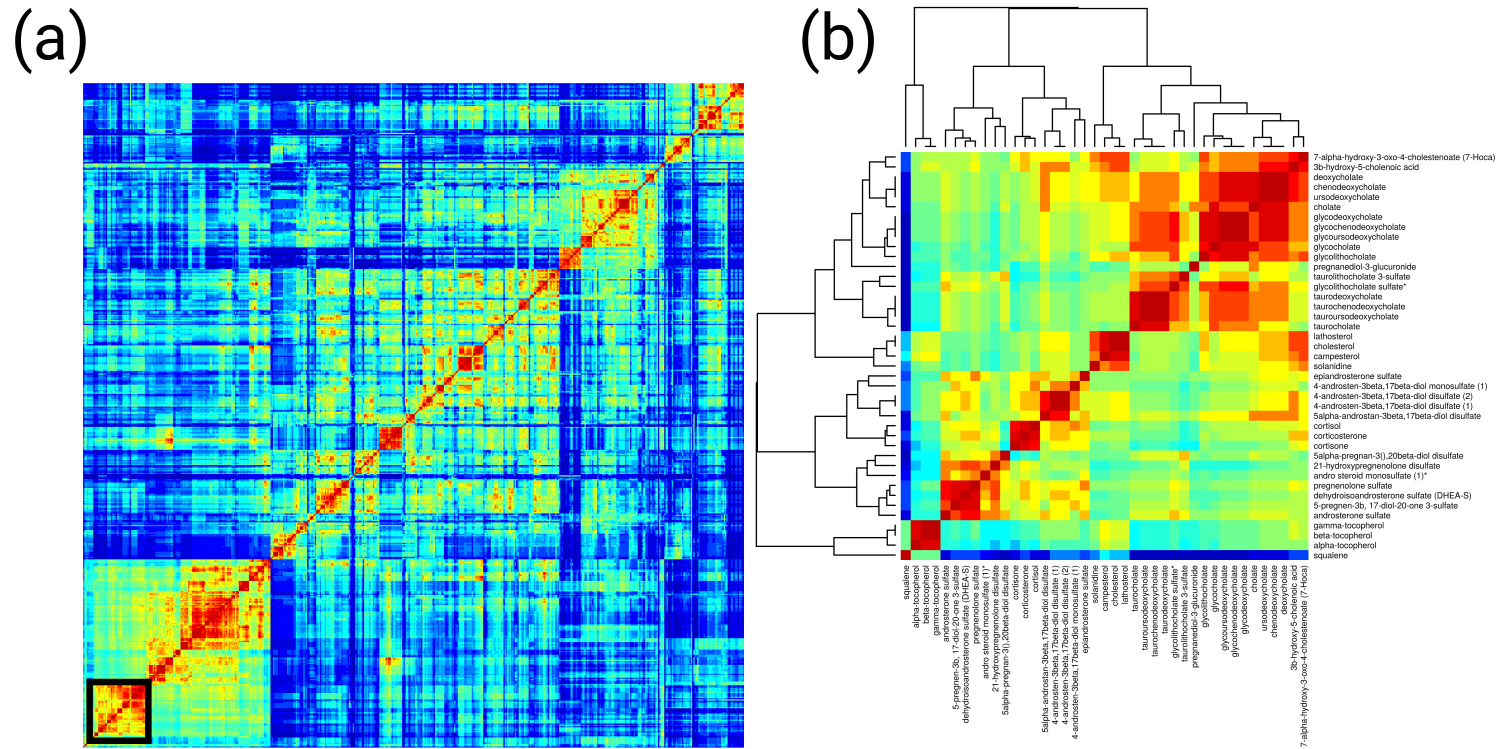 (a)
(b)
7-alpha-hydroxy-3-oxo-4-cholestenoate (7-Hoca)
3b-hydroxy-5-cholenoic acid
deoxycholate
chenodeoxycholate
ursodeoxycholate
cholate
glycodeoxycholate
glycochenodeoxycholate
glycoursodeoxycholate
glycocholate
glycolithocholate
pregnanediol-3-glucuronide
taurolithocholate 3-sulfate
glycolithocholate sulfate*
taurodeoxycholate
taurochenodeoxycholate
tauroursodeoxycholate
taurocholate
lathosterol
cholesterol
campesterol
solanidine
epiandrosterone sulfate
4-androsten-3beta,17beta-diol monosulfate (1)
4-androsten-3beta,17beta-diol disulfate (2)
4-androsten-3beta,17beta-diol disulfate (1)
5alpha-androstan-3beta,17beta-diol disulfate
cortisol
corticosterone
cortisone
5alpha-pregnan-3(),20beta-diol disulfate
21-hydroxypregnenolone disulfate
andro steroid monosulfate (1)*
pregnenolone sulfate
dehydroisoandrosterone sulfate (DHEA-S)
5-pregnen-3b, 17-diol-20-one 3-sulfate
androsterone sulfate
gamma-tocopherol
beta-tocopherol
alpha-tocopherol
squalene
squalene
alpha-tocopherol
beta-tocopherol
gamma-tocopherol
androsterone sulfate
5-pregnen-3b, 17-diol-20-one 3-sulfate
dehydroisoandrosterone sulfate (DHEA-S)
pregnenolone sulfate
andro steroid monosulfate (1)*
21-hydroxypregnenolone disulfate
5alpha-pregnan-3(),20beta-diol disulfate
cortisone
corticosterone
cortisol
5alpha-androstan-3beta,17beta-diol disulfate
4-androsten-3beta,17beta-diol disulfate (1)
4-androsten-3beta,17beta-diol disulfate (2)
4-androsten-3beta,17beta-diol monosulfate (1)
epiandrosterone sulfate
solanidine
campesterol
cholesterol
lathosterol
taurocholate
tauroursodeoxycholate
taurochenodeoxycholate
taurodeoxycholate
glycolithocholate sulfate*
taurolithocholate 3-sulfate
pregnanediol-3-glucuronide
glycolithocholate
glycocholate
glycoursodeoxycholate
glycochenodeoxycholate
glycodeoxycholate
cholate
ursodeoxycholate
chenodeoxycholate
deoxycholate
3b-hydroxy-5-cholenoic acid
7-alpha-hydroxy-3-oxo-4-cholestenoate (7-Hoca)